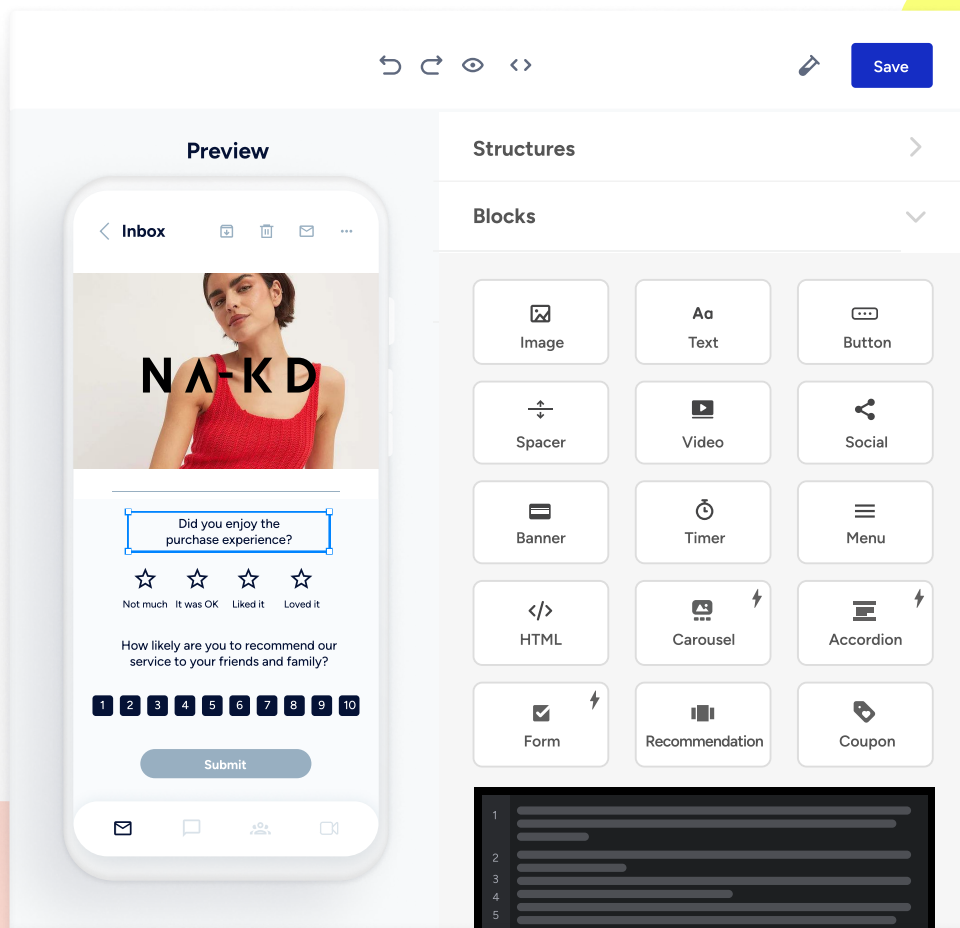 Save
Preview
Inbox
NA-KD
Did you enjoy the
purchase experience?
Not much It was OK Liked it Loved it
How likely are you to recommend our
service to your friends and family?
1 2 3 4 5 6 7 8 9 10
Submit
Structures
Blocks
Image
Aa
Text
Button
Spacer
Video
Social
Banner
Timer
Menu
HTML
Carousel
Accordion
Form
Recommendation
Coupon
1
2
3
4
5